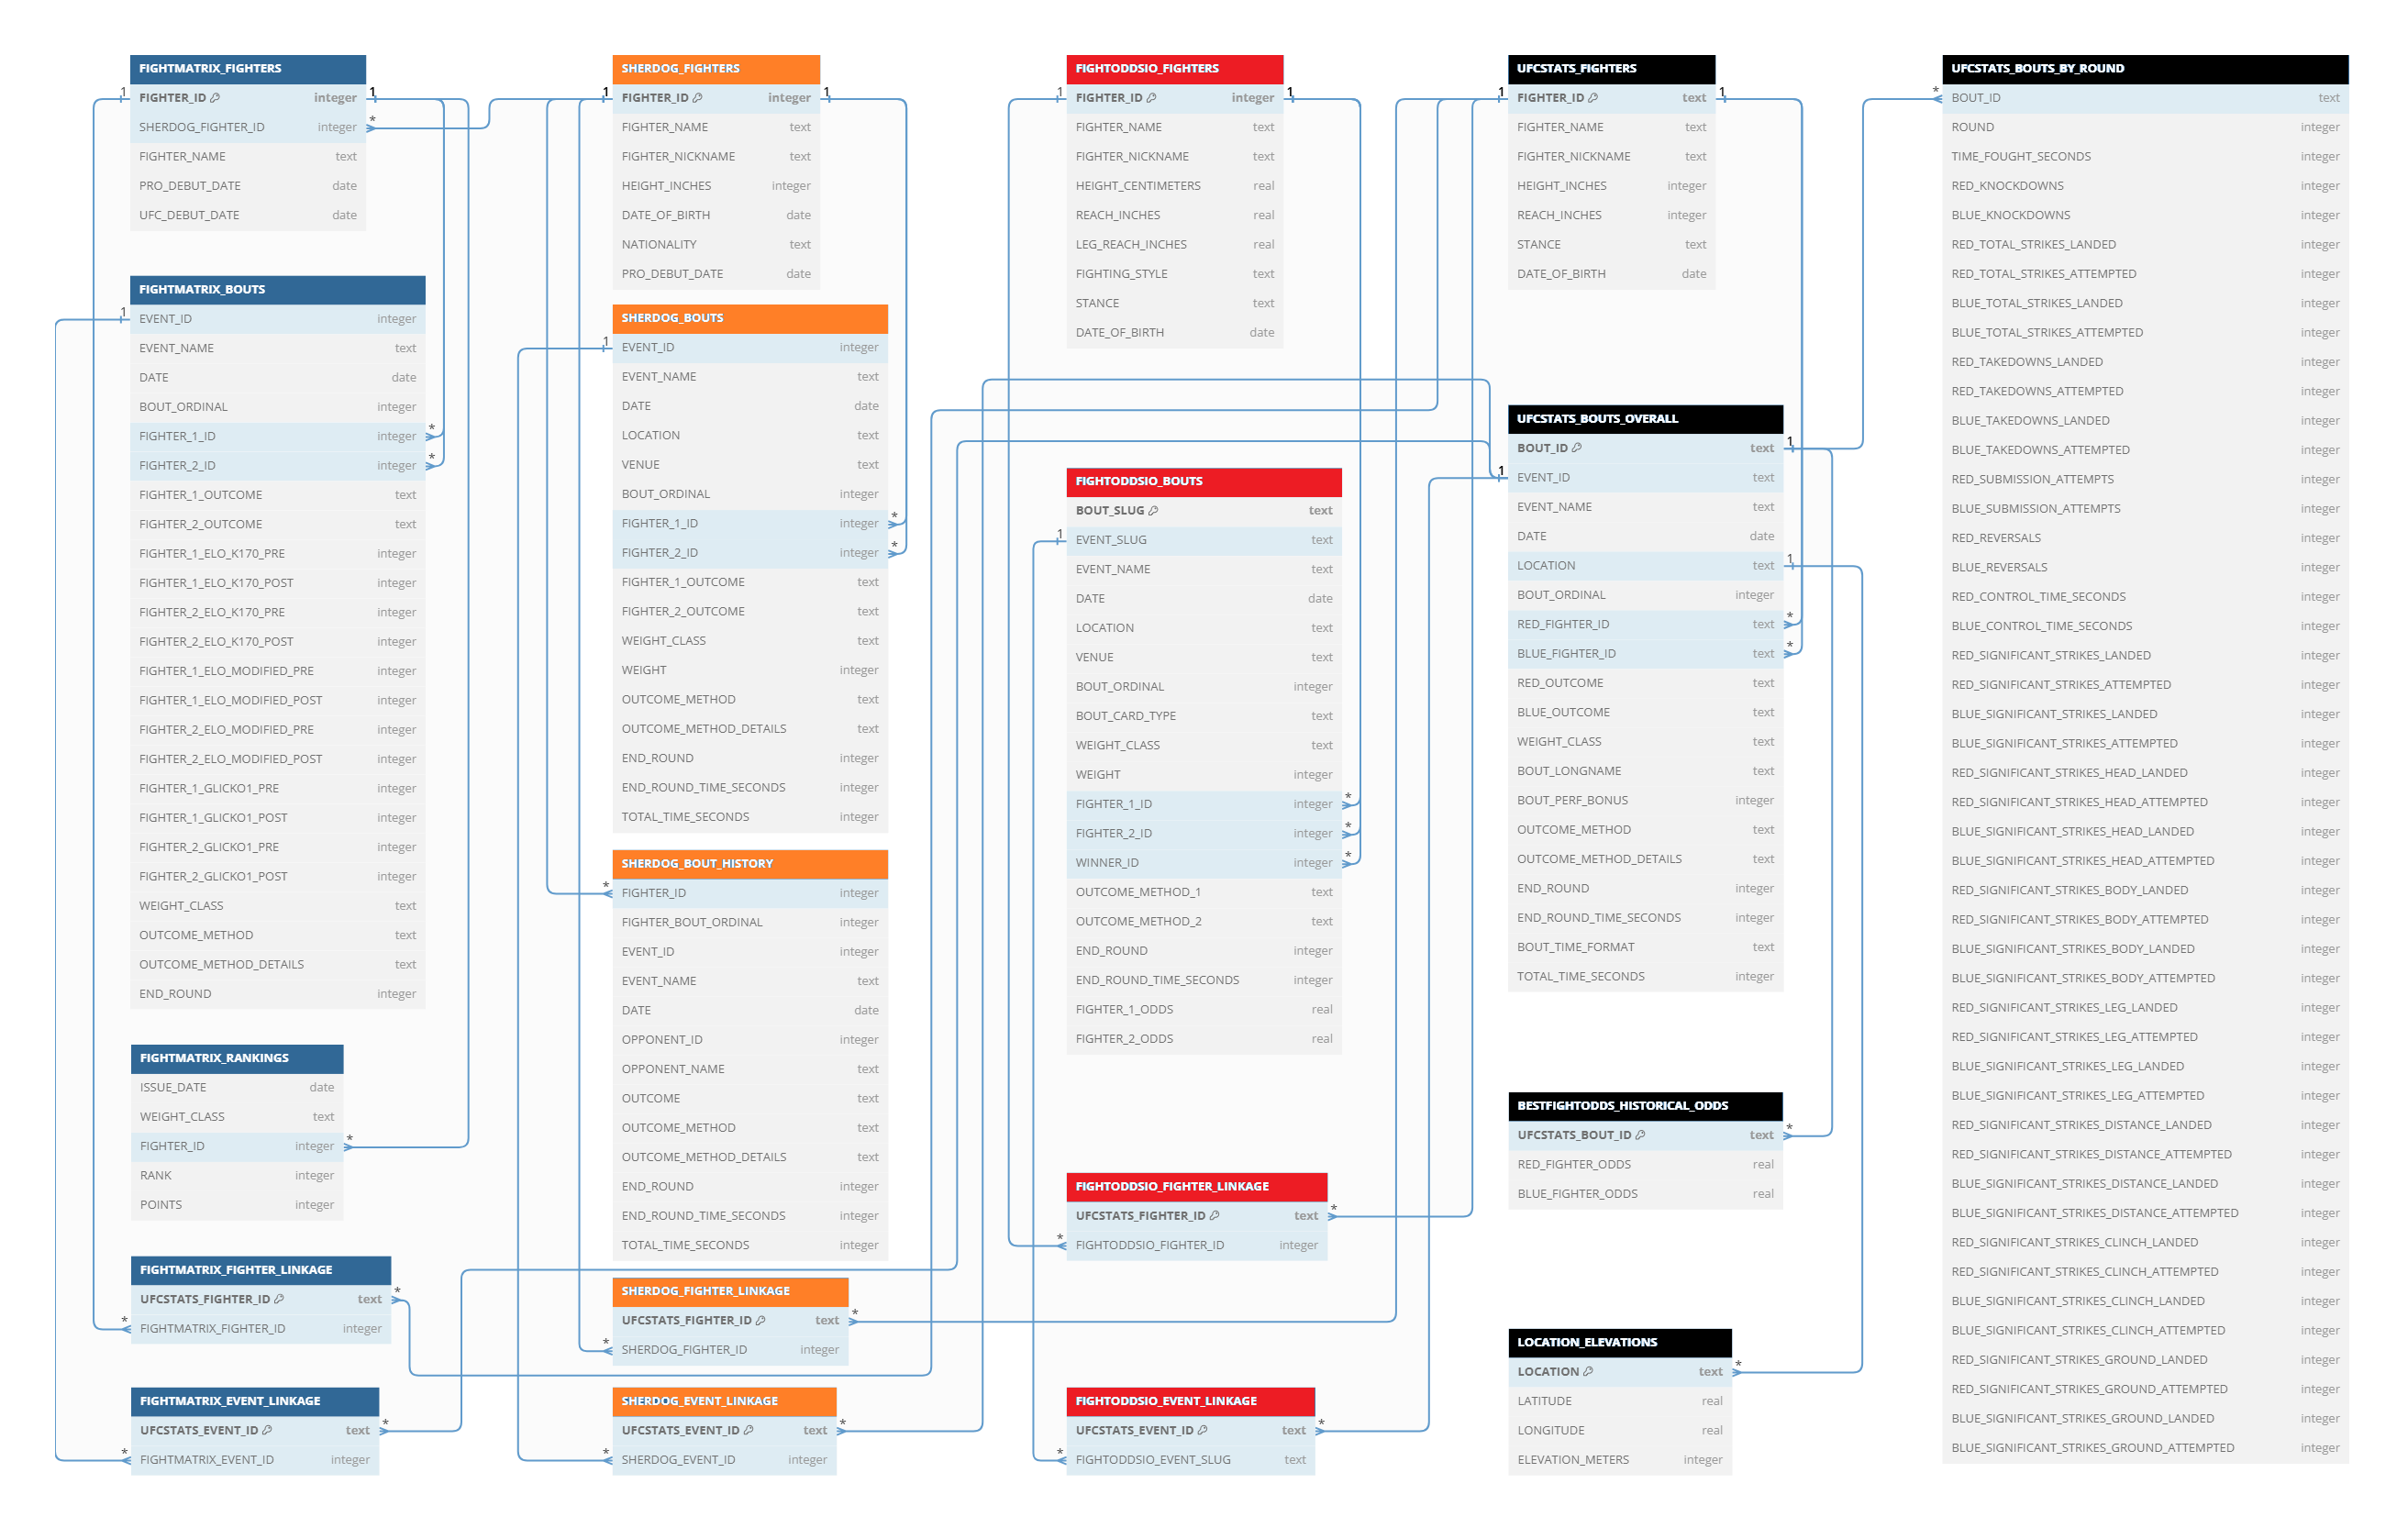 FIGHTMATRIX_FIGHTERS
FIGHTER_ID integer
SHERDOG_FIGHTER_ID integer
FIGHTER_NAME text
PRO_DEBUT_DATE date
UFC_DEBUT_DATE date
FIGHTMATRIX_BOUTS
EVENT_ID integer
EVENT_NAME text
DATE date
BOUT_ORDINAL integer
FIGHTER_1_ID integer
FIGHTER_2_ID integer
FIGHTER_1_OUTCOME text
FIGHTER_2_OUTCOME text
FIGHTER_1_ELO_K170_PRE integer
FIGHTER_1_ELO_K170_POST integer
FIGHTER_2_ELO_K170_PRE integer
FIGHTER_2_ELO_K170_POST integer
FIGHTER_1_ELO_MODIFIED_PRE integer
FIGHTER_1_ELO_MODIFIED_POST integer
FIGHTER_2_ELO_MODIFIED_PRE integer
FIGHTER_2_ELO_MODIFIED_POST integer
FIGHTER_1_GLICKO1_PRE integer
FIGHTER_1_GLICKO1_POST integer
FIGHTER_2_GLICKO1_PRE integer
FIGHTER_2_GLICKO1_POST integer
WEIGHT_CLASS text
OUTCOME_METHOD text
OUTCOME_METHOD_DETAILS text
END_ROUND integer
FIGHTMATRIX_RANKINGS
ISSUE_DATE date
WEIGHT_CLASS text
FIGHTER_ID integer
RANK integer
POINTS integer
FIGHTMATRIX_FIGHTER_LINKAGE
UFCSTATS_FIGHTER_ID text
FIGHTMATRIX_FIGHTER_ID integer
FIGHTMATRIX_EVENT_LINKAGE
UFCSTATS_EVENT_ID text
FIGHTMATRIX_EVENT_ID integer
SHERDOG_FIGHTERS
FIGHTER_ID integer
FIGHTER_NAME text
FIGHTER_NICKNAME text
HEIGHT_INCHES integer
DATE_OF_BIRTH date
NATIONALITY text
PRO_DEBUT_DATE date
SHERDOG_BOUTS
EVENT_ID integer
EVENT_NAME text
DATE date
LOCATION text
VENUE text
BOUT_ORDINAL integer
FIGHTER_1_ID integer
FIGHTER_2_ID integer
FIGHTER_1_OUTCOME text
FIGHTER_2_OUTCOME text
WEIGHT_CLASS text
WEIGHT integer
OUTCOME_METHOD text
OUTCOME_METHOD_DETAILS text
END_ROUND integer
END_ROUND_TIME_SECONDS integer
TOTAL_TIME_SECONDS integer
SHERDOG_BOUT_HISTORY
FIGHTER_ID integer
FIGHTER_BOUT_ORDINAL integer
EVENT_ID integer
EVENT_NAME text
DATE date
OPPONENT_ID integer
OPPONENT_NAME text
OUTCOME text
OUTCOME_METHOD text
OUTCOME_METHOD_DETAILS text
END_ROUND integer
END_ROUND_TIME_SECONDS integer
TOTAL_TIME_SECONDS integer
SHERDOG_FIGHTER_LINKAGE
UFCSTATS_FIGHTER_ID text
SHERDOG_FIGHTER_ID integer
SHERDOG_EVENT_LINKAGE
UFCSTATS_EVENT_ID text
SHERDOG_EVENT_ID integer
FIGHTODDSIO_FIGHTERS
FIGHTER_ID integer
FIGHTER_NAME text
FIGHTER_NICKNAME text
HEIGHT_CENTIMETERS real
REACH_INCHES real
LEG_REACH_INCHES real
FIGHTING_STYLE text
STANCE text
DATE_OF_BIRTH date
FIGHTODDSIO_BOUTS
BOUT_SLUG text
EVENT_SLUG text
EVENT_NAME text
DATE date
LOCATION text
VENUE text
BOUT_ORDINAL integer
BOUT_CARD_TYPE text
WEIGHT_CLASS text
WEIGHT integer
FIGHTER_1_ID integer
FIGHTER_2_ID integer
WINNER_ID integer
OUTCOME_METHOD_1 text
OUTCOME_METHOD_2 text
END_ROUND integer
END_ROUND_TIME_SECONDS integer
FIGHTER_1_ODDS real
FIGHTER_2_ODDS real
FIGHTODDSIO_FIGHTER_LINKAGE
UFCSTATS_FIGHTER_ID text
FIGHTODDSIO_FIGHTER_ID integer
FIGHTODDSIO_EVENT_LINKAGE
UFCSTATS_EVENT_ID text
FIGHTODDSIO_EVENT_SLUG text
UFCSTATS_FIGHTERS
FIGHTER_ID text
FIGHTER_NAME text
FIGHTER_NICKNAME text
HEIGHT_INCHES integer
REACH_INCHES integer
STANCE text
DATE_OF_BIRTH date
UFCSTATS_BOUTS_OVERALL
BOUT_ID text
EVENT_ID text
EVENT_NAME text
DATE date
LOCATION text
BOUT_ORDINAL integer
RED_FIGHTER_ID text
BLUE_FIGHTER_ID text
RED_OUTCOME text
BLUE_OUTCOME text
WEIGHT_CLASS text
BOUT_LONGNAME text
BOUT_PERF_BONUS integer
OUTCOME_METHOD text
OUTCOME_METHOD_DETAILS text
END_ROUND integer
END_ROUND_TIME_SECONDS integer
BOUT_TIME_FORMAT text
TOTAL_TIME_SECONDS integer
BESTFIGHTODDS_HISTORICAL_ODDS
UFCSTATS_BOUT_ID text
RED_FIGHTER_ODDS real
BLUE_FIGHTER_ODDS real
LOCATION_ELEVATIONS
LOCATION text
LATITUDE real
LONGITUDE real
ELEVATION_METERS integer
UFCSTATS_BOUTS_BY_ROUND
BOUT_ID text
ROUND integer
TIME_FOUGHT_SECONDS integer
RED_KNOCKDOWNS integer
BLUE_KNOCKDOWNS integer
RED_TOTAL_STRIKES_LANDED integer
RED_TOTAL_STRIKES_ATTEMPTED integer
BLUE_TOTAL_STRIKES_LANDED integer
BLUE_TOTAL_STRIKES_ATTEMPTED integer
RED_TAKEDOWNS_LANDED integer
RED_TAKEDOWNS_ATTEMPTED integer
BLUE_TAKEDOWNS_LANDED integer
BLUE_TAKEDOWNS_ATTEMPTED integer
RED_SUBMISSION_ATTEMPTS integer
BLUE_SUBMISSION_ATTEMPTS integer
RED_REVERSALS integer
BLUE_REVERSALS integer
RED_CONTROL_TIME_SECONDS integer
BLUE_CONTROL_TIME_SECONDS integer
RED_SIGNIFICANT_STRIKES_LANDED integer
RED_SIGNIFICANT_STRIKES_ATTEMPTED integer
BLUE_SIGNIFICANT_STRIKES_LANDED integer
BLUE_SIGNIFICANT_STRIKES_ATTEMPTED integer
RED_SIGNIFICANT_STRIKES_HEAD_LANDED integer
RED_SIGNIFICANT_STRIKES_HEAD_ATTEMPTED integer
BLUE_SIGNIFICANT_STRIKES_HEAD_LANDED integer
BLUE_SIGNIFICANT_STRIKES_HEAD_ATTEMPTED integer
RED_SIGNIFICANT_STRIKES_BODY_LANDED integer
RED_SIGNIFICANT_STRIKES_BODY_ATTEMPTED integer
BLUE_SIGNIFICANT_STRIKES_BODY_LANDED integer
BLUE_SIGNIFICANT_STRIKES_BODY_ATTEMPTED integer
RED_SIGNIFICANT_STRIKES_LEG_LANDED integer
RED_SIGNIFICANT_STRIKES_LEG_ATTEMPTED integer
BLUE_SIGNIFICANT_STRIKES_LEG_LANDED integer
BLUE_SIGNIFICANT_STRIKES_LEG_ATTEMPTED integer
RED_SIGNIFICANT_STRIKES_DISTANCE_LANDED integer
RED_SIGNIFICANT_STRIKES_DISTANCE_ATTEMPTED integer
BLUE_SIGNIFICANT_STRIKES_DISTANCE_LANDED integer
BLUE_SIGNIFICANT_STRIKES_DISTANCE_ATTEMPTED integer
RED_SIGNIFICANT_STRIKES_CLINCH_LANDED integer
RED_SIGNIFICANT_STRIKES_CLINCH_ATTEMPTED integer
BLUE_SIGNIFICANT_STRIKES_CLINCH_LANDED integer
BLUE_SIGNIFICANT_STRIKES_CLINCH_ATTEMPTED integer
RED_SIGNIFICANT_STRIKES_GROUND_LANDED integer
RED_SIGNIFICANT_STRIKES_GROUND_ATTEMPTED integer
BLUE_SIGNIFICANT_STRIKES_GROUND_LANDED integer
BLUE_SIGNIFICANT_STRIKES_GROUND_ATTEMPTED integer